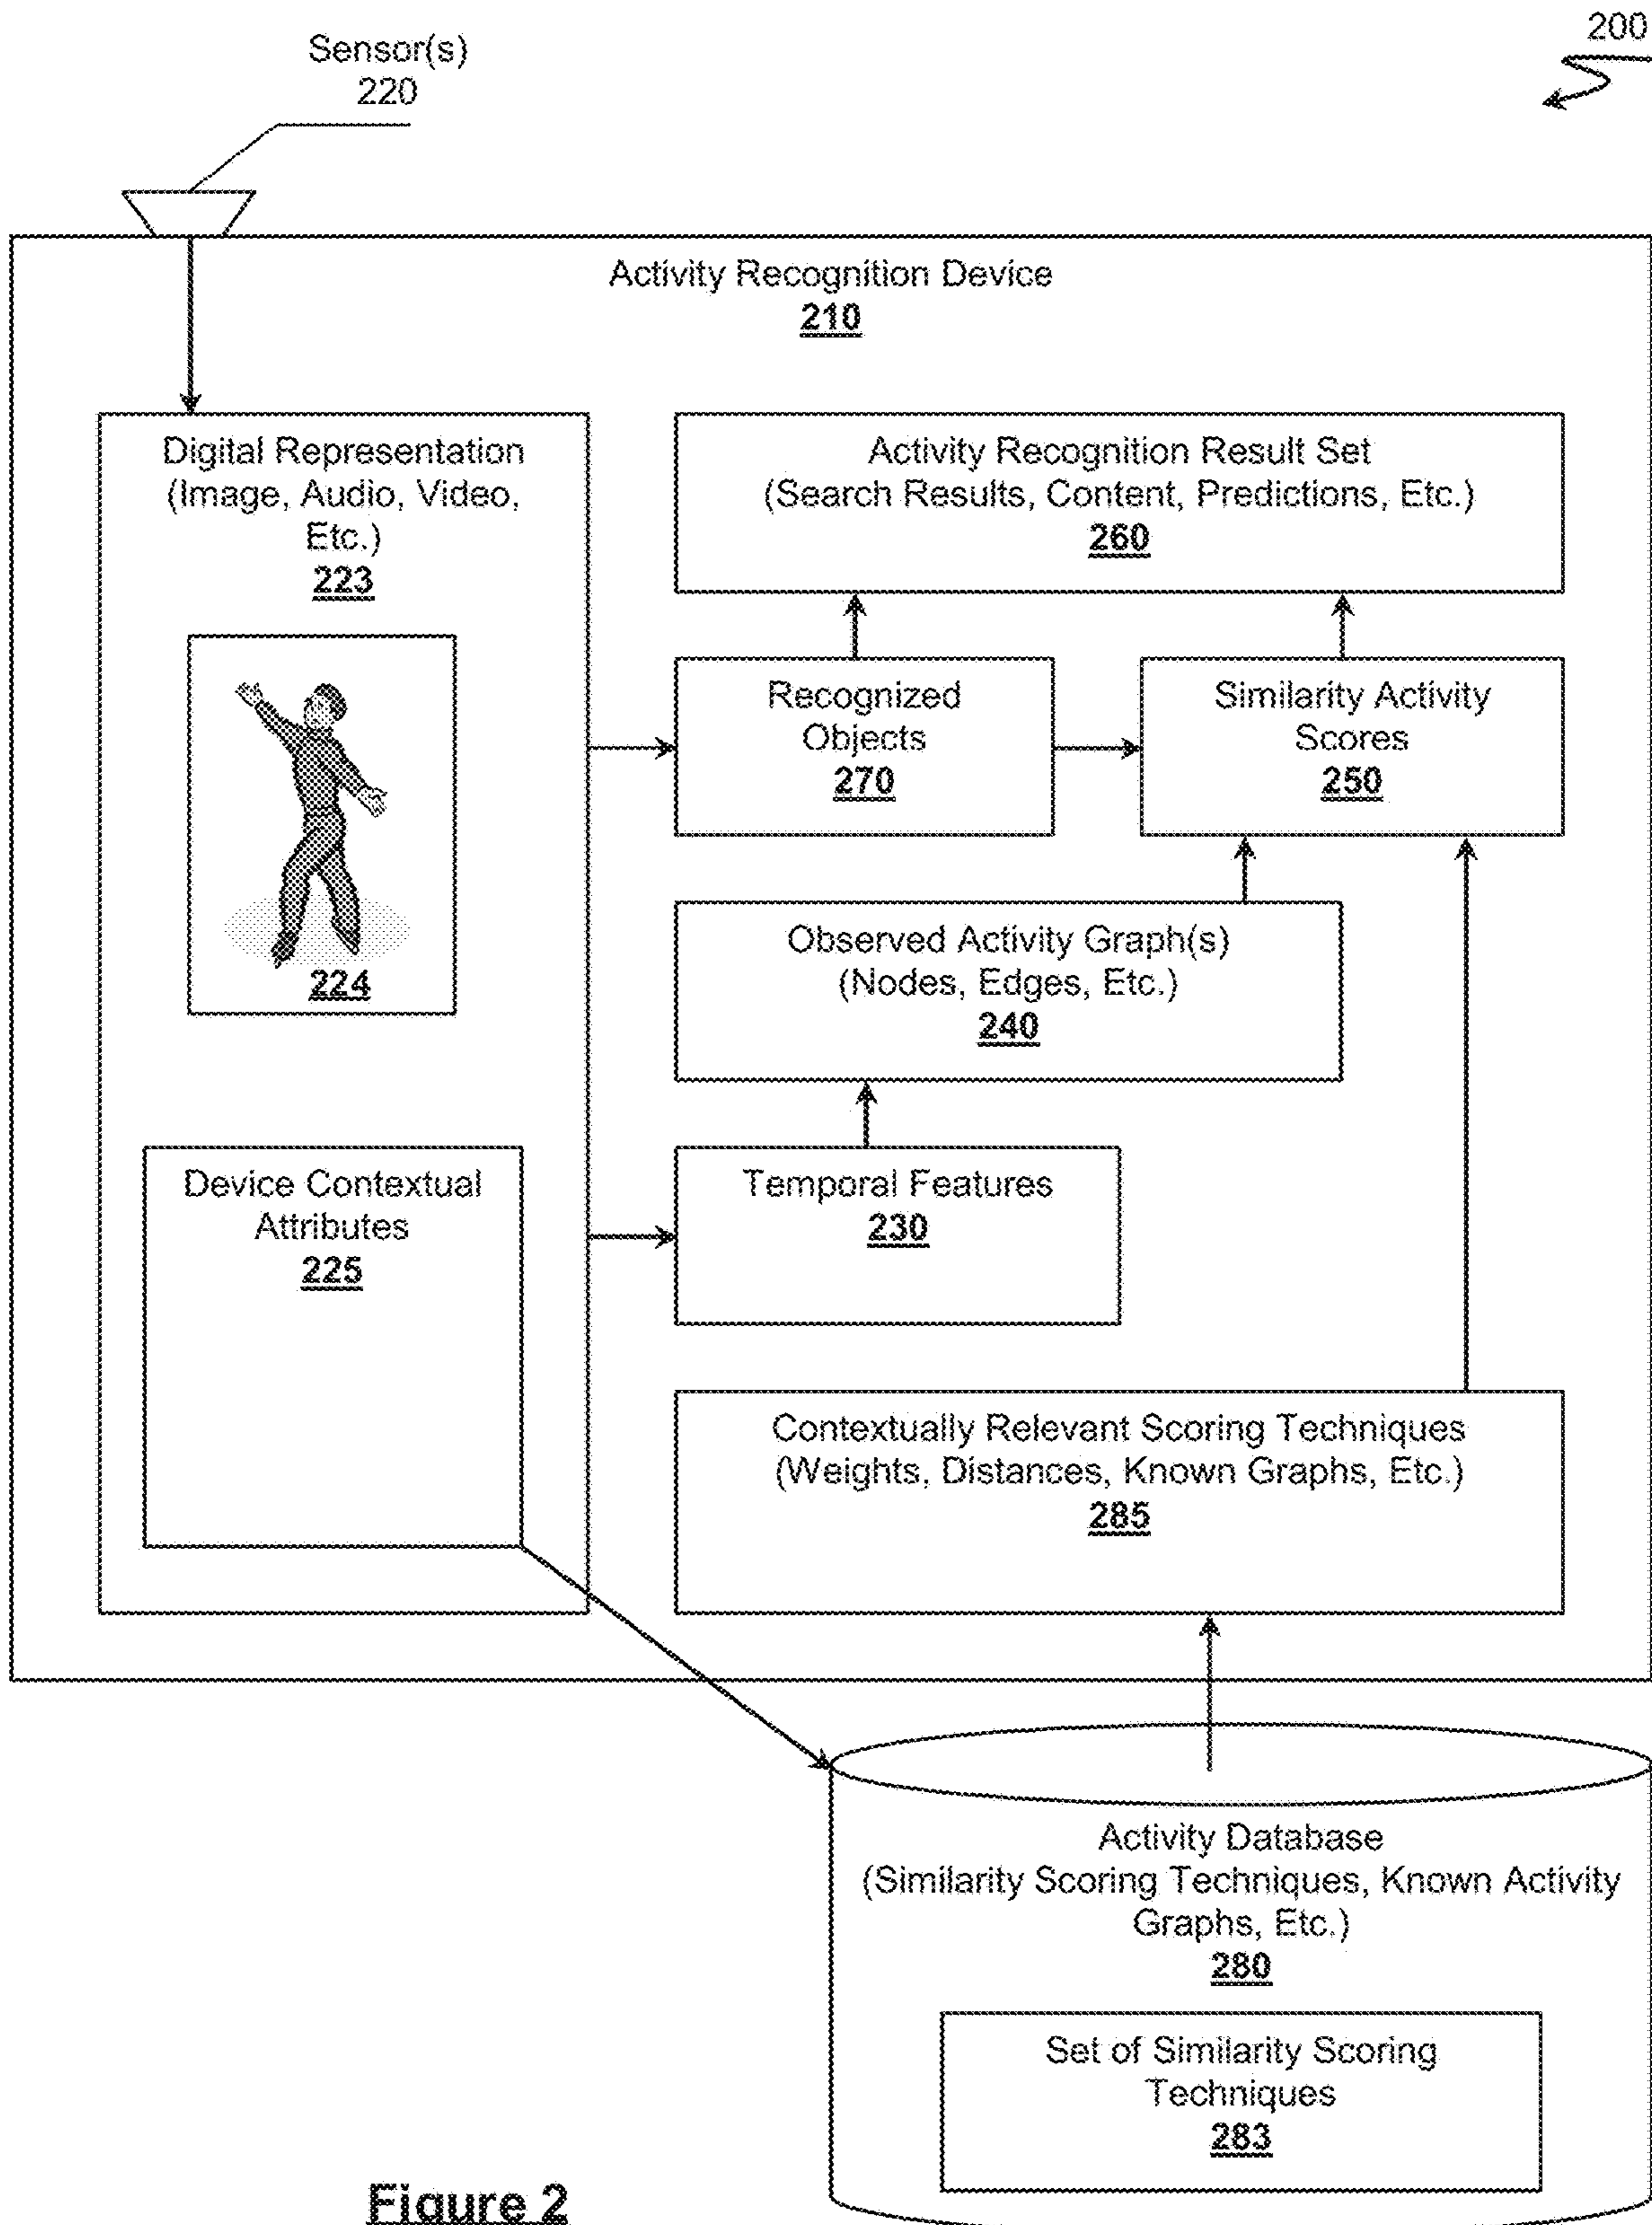 200
Sensor(s)
220
Activity Recognition Device
210
Digital Representation
(Image, Audio, Video,
Etc.)
223
224
Device Contextual
Attributes
225
Activity Recognition Result Set
(Search Results, Content, Predictions, Etc.)
260
Recognized
Objects
270
Similarity Activity
Scores
250
Observed Activity Graph(s)
(Nodes, Edges, Etc.)
240
Temporal Features
230
Contextually Relevant Scoring Techniques
(Weights, Distances, Known Graphs, Etc.)
285
Activity Database
(Similarity Scoring Techniques, Known Activity
Graphs, Etc.)
280
Set of Similarity Scoring
Techniques
283
Figure 2